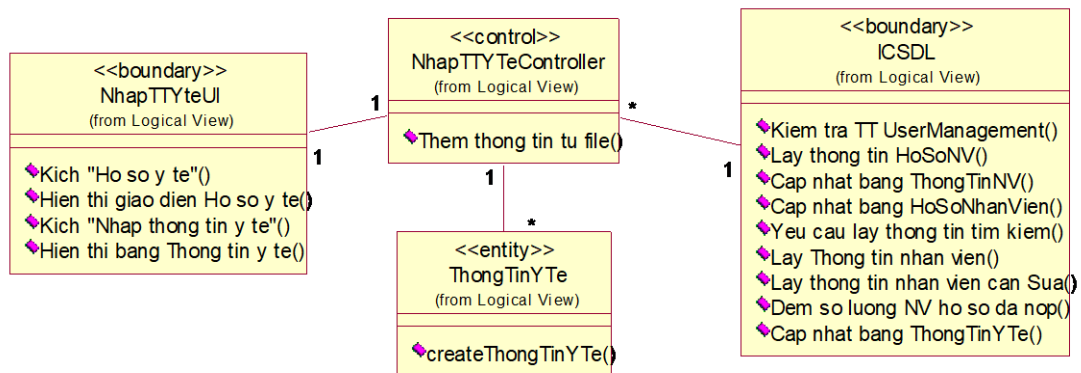 <<boundary>>
NhapTTYteUI
(from Logical View)
Kich "Ho so y te"()
Hien thi giao dien Ho so y te()
Kich "Nhap thong tin y te"()
Hien thi bang Thong tin y te()
1
1
<<control>>
NhapTTYTeController
(from Logical View)
Them thong tin tu file()
*
1
1
*
<<entity>>
ThongTinYTe
(from Logical View)
createThongTinYTe()
<<boundary>>
ICSDL
(from Logical View)
Kiem tra TT UserManagement()
Lay thong tin HoSoNV()
Cap nhat bang ThongTinNV()
Cap nhat bang HoSoNhanVien()
Yeu cau lay thong tin tim kiem()
Lay Thong tin nhan vien()
Lay thong tin nhan vien can Sua()
Dem so luong NV ho so da nop()
Cap nhat bang ThongTinYTe()